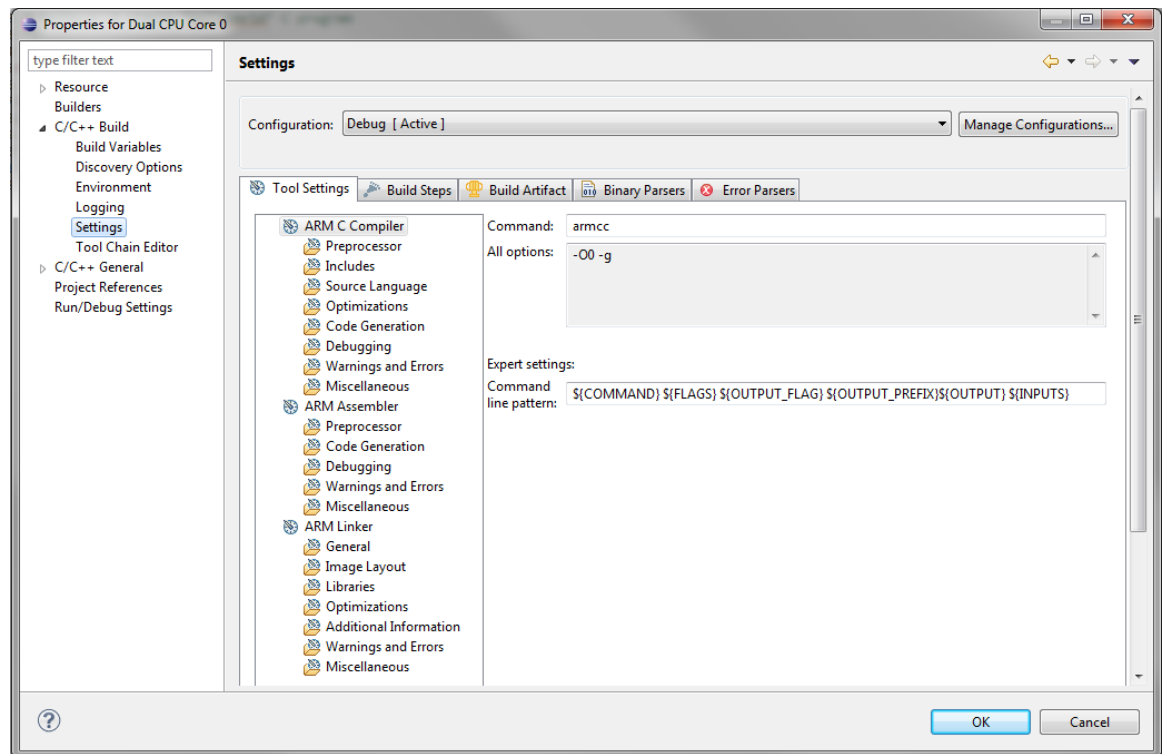 Properties for Dual CPU Core 0
type filter text
Resource
Builders
C/C++ Build
Build Variables
Discovery Options
Environment
Logging
Settings
Tool Chain Editor
C/C++ General
Project References
Run/Debug Settings
Settings
Configuration: Debug [ Active ] Manage Configurations...
Tool Settings Build Steps Build Artifact Binary Parsers Error Parsers
ARM C Compiler
Preprocessor
Includes
Source Language
Optimizations
Code Generation
Debugging
Warnings and Errors
Miscellaneous
ARM Assembler
Preprocessor
Code Generation
Debugging
Warnings and Errors
Miscellaneous
ARM Linker
General
Image Layout
Libraries
Optimizations
Additional Information
Warnings and Errors
Miscellaneous
Command: armcc
All options: -O0 -g
Expert settings:
Command
line pattern: ${COMMAND} ${FLAGS} ${OUTPUT_FLAG} ${OUTPUT_PREFIX}${OUTPUT} ${INPUTS}
OK Cancel